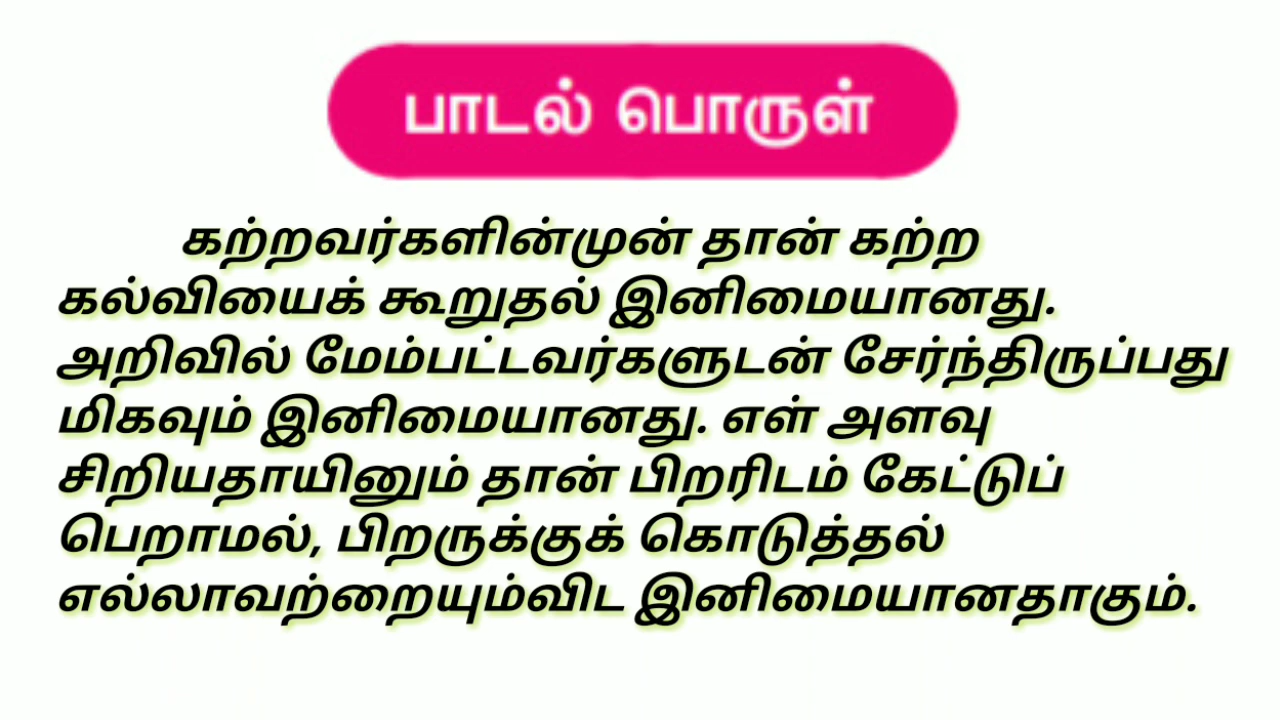 பாடல் பொருள்
கற்றவர்களின்முன் தான் கற்ற
கல்வியைக் கூறுதல் இனிமையானது.
அறிவில் மேம்பட்டவர்களுடன் சேர்ந்திருப்பது
மிகவும் இனிமையானது. எள் அளவு
சிறியதாயினும் தான் பிறரிடம் கேட்டுப்
பெறாமல், பிறருக்குக் கொடுத்தல்
எல்லாவற்றையும்விட இனிமையானதாகும்.